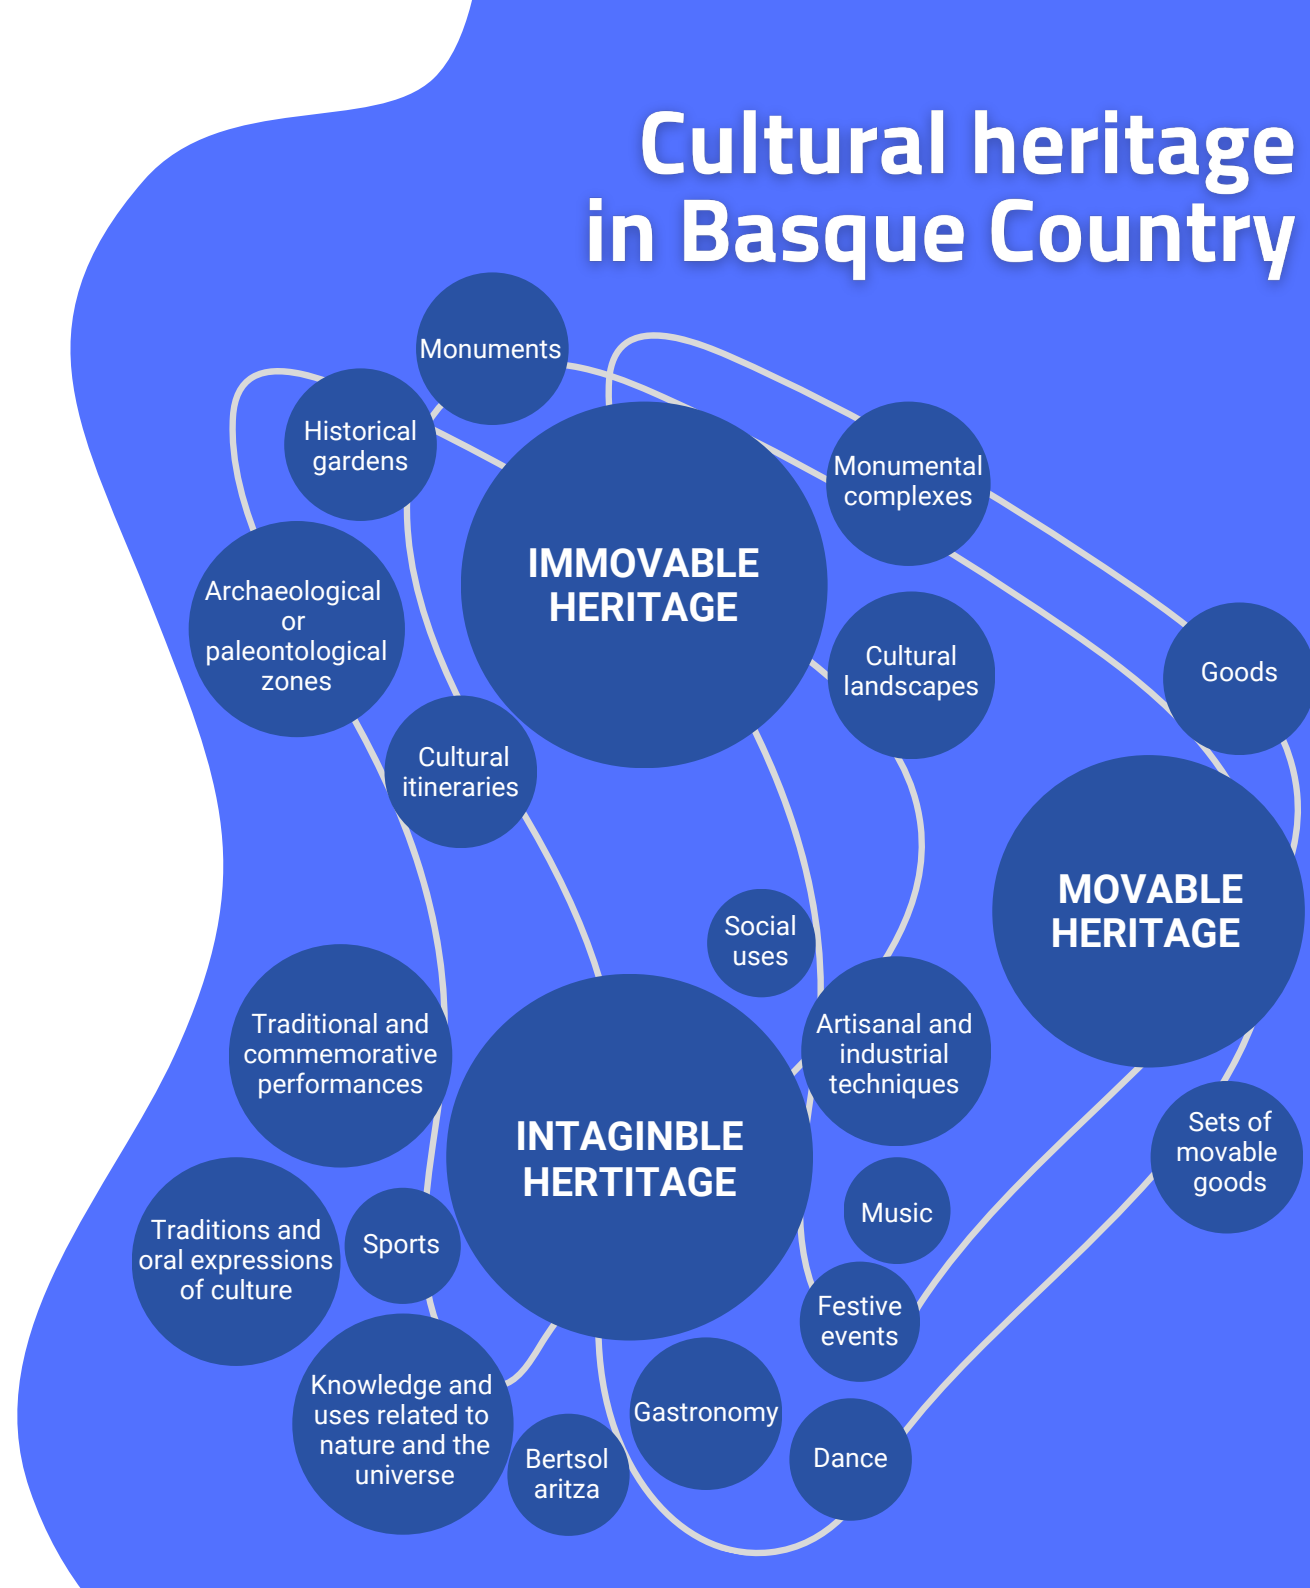 Cultural heritage
in Basque Country
Monuments
Historical
gardens
Monumental
complexes
IMMOVABLE
HERITAGE
Archaeological
or
paleontological
zones
Cultural
landscapes
Goods
Cultural
itineraries
MOVABLE
HERITAGE
Social
uses
Traditional and
commemorative
performances
Artisanal and
industrial
techniques
INTAGINBLE
HERTITAGE
Sets of
movable
goods
Music
Traditions and
oral expressions
of culture
Sports
Festive
events
Knowledge and
uses related to
nature and the
universe
Gastronomy
Bertsol
aritza
Dance